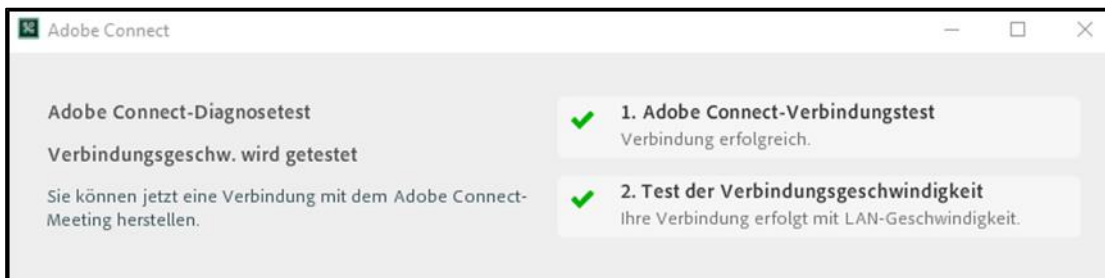 Adobe Connect
Adobe Connect-Diagnosetest
Verbindungsgeschw. wird getestet
Sie können jetzt eine Verbindung mit dem Adobe Connect-
Meeting herstellen.
1. Adobe Connect-Verbindungstest
Verbindung erfolgreich.
2. Test der Verbindungsgeschwindigkeit
Ihre Verbindung erfolgt mit LAN-Geschwindigkeit.